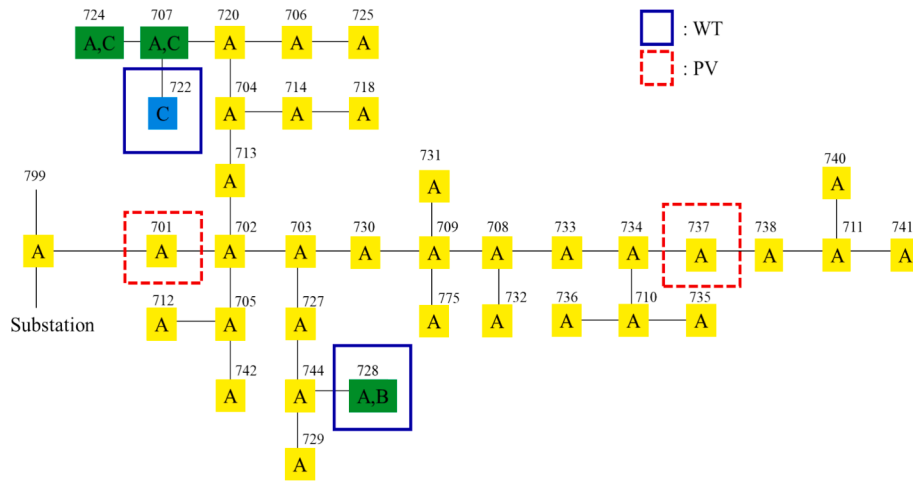 724 707 720 706 725
A,C A,C A A A
: WT
: PV
722 704 714 718
C A A A
713
A
731
A
740
A
799 701 702 703 730 709 708 733 734 737 738 711 741
A A A A A A A A A A A A A
712 705 727 775 732 736 710 735
A A A A A A A A
Substation
742 744 728
A A A,B
729
A